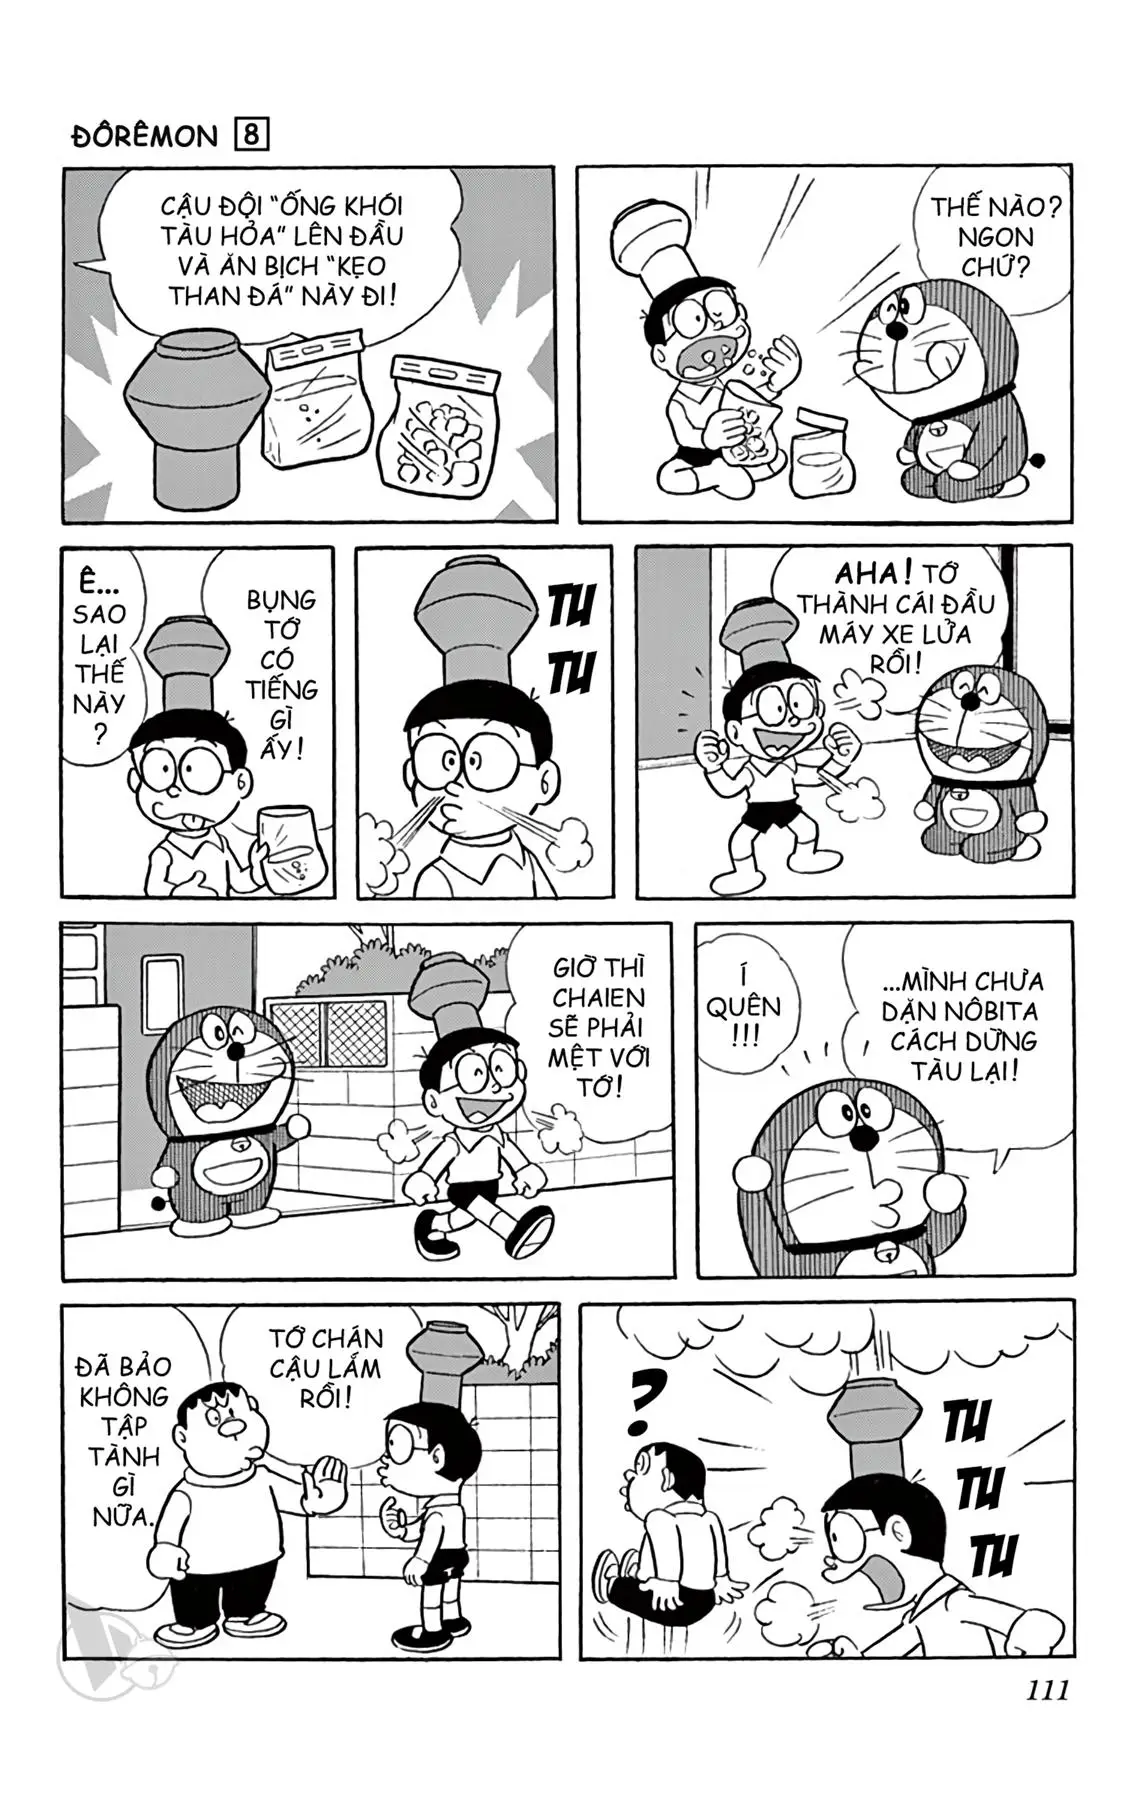 ĐÔRÊMON 8
CẬU ĐỘI "ỐNG KHÓI
TÀU HỎA" LÊN ĐẦU
VÀ ĂN BỊCH "KẸO
THAN ĐÁ" NÀY ĐI!
THẾ NÀO?
NGON
CHỨ?
Ê...
SAO
LẠI
THẾ
NÀY
?
BỤNG
TỚ
CÓ
TIẾNG
GÌ
ẤY!
TU
TU
AHA! TỚ
THÀNH CÁI ĐẦU
MÁY XE LỬA
RỒI!
GIỜ THÌ
CHAIEN
SẼ PHẢI
MỆT VỚI
TỚ!
Í
QUÊN!!!
...MÌNH CHƯA
DẶN NÔBITA
CÁCH DỪNG
TÀU LẠI!
ĐÃ BẢO
KHÔNG
TẬP
TÀNH
GÌ
NỮA.
TỚ CHÁN
CẬU LẮM
RỒI!
?
TU
TU
TU
111